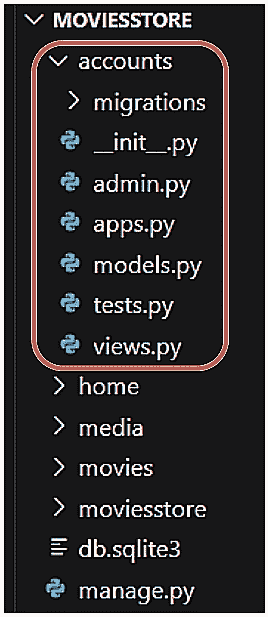 MOVIESSTORE
accounts
migrations
__init__.py
admin.py
apps.py
models.py
tests.py
views.py
home
media
movies
moviesstore
db.sqlite3
manage.py